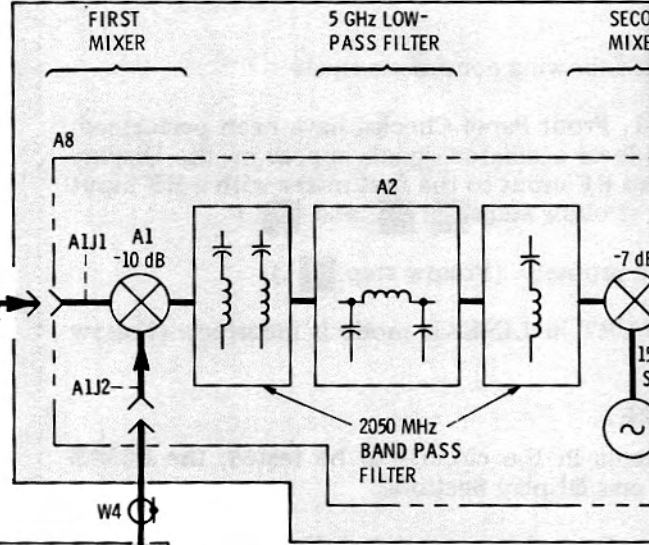 FIRST
MIXER
5 GHz LOW-
PASS FILTER
SECO
MIXE
A8
A2
A1J1
A1
-10 dB
-7 dB
A1J2
15
S
2050 MHz
BAND PASS
FILTER
W4